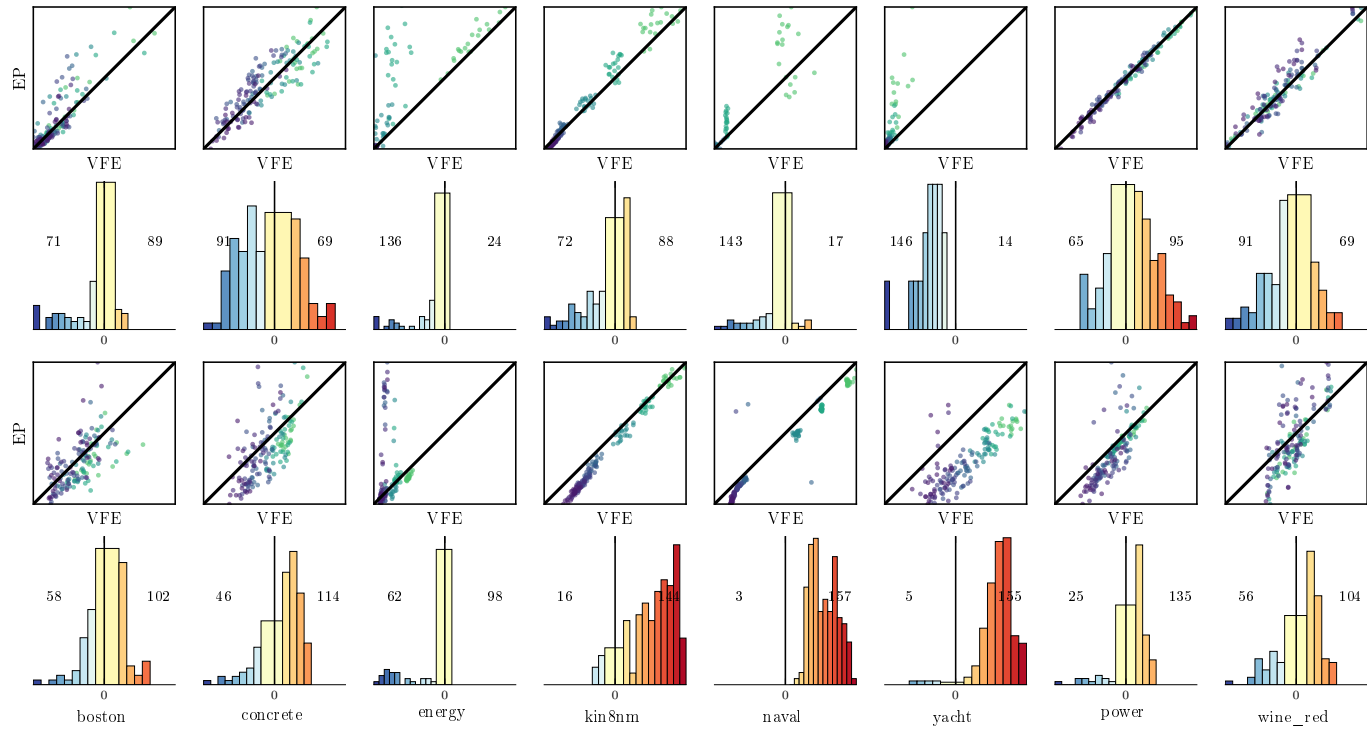 EP
VFE VFE VFE VFE VFE VFE VFE VFE
71 89 91 69 136 24 72 88 143 17 146 14 65 95 91 69
0 0 0 0 0 0 0 0
EP
VFE VFE VFE VFE VFE VFE VFE VFE
58 102 46 114 62 98 16 144 3 157 5 155 25 135 56 104
0 0 0 0 0 0 0 0
boston concrete energy kin8nm naval yacht power wine_red